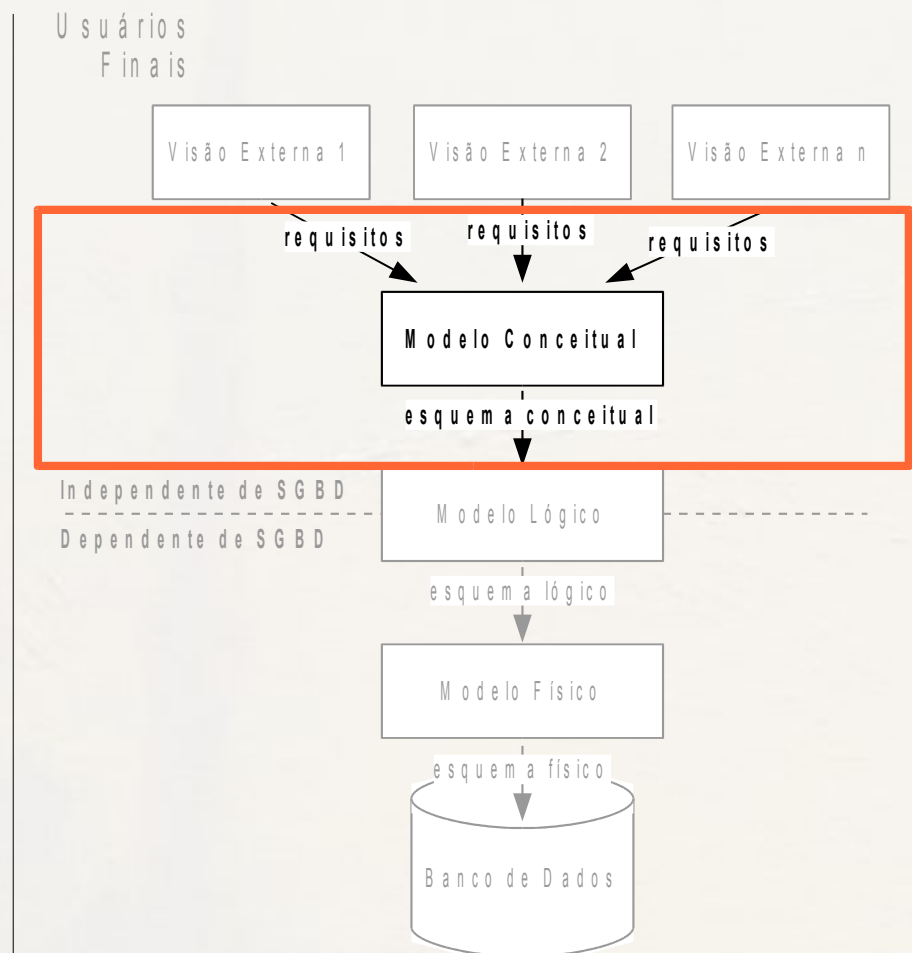 Usuários
Finais
Visão Externa 1
Visão Externa 2
Visão Externa n
requisitos
requisitos
requisitos
Modelo Conceitual
esquema conceitual
Independente de SGBD
Modelo Lógico
Dependente de SGBD
esquema lógico
Modelo Físico
esquema físico
Banco de Dados